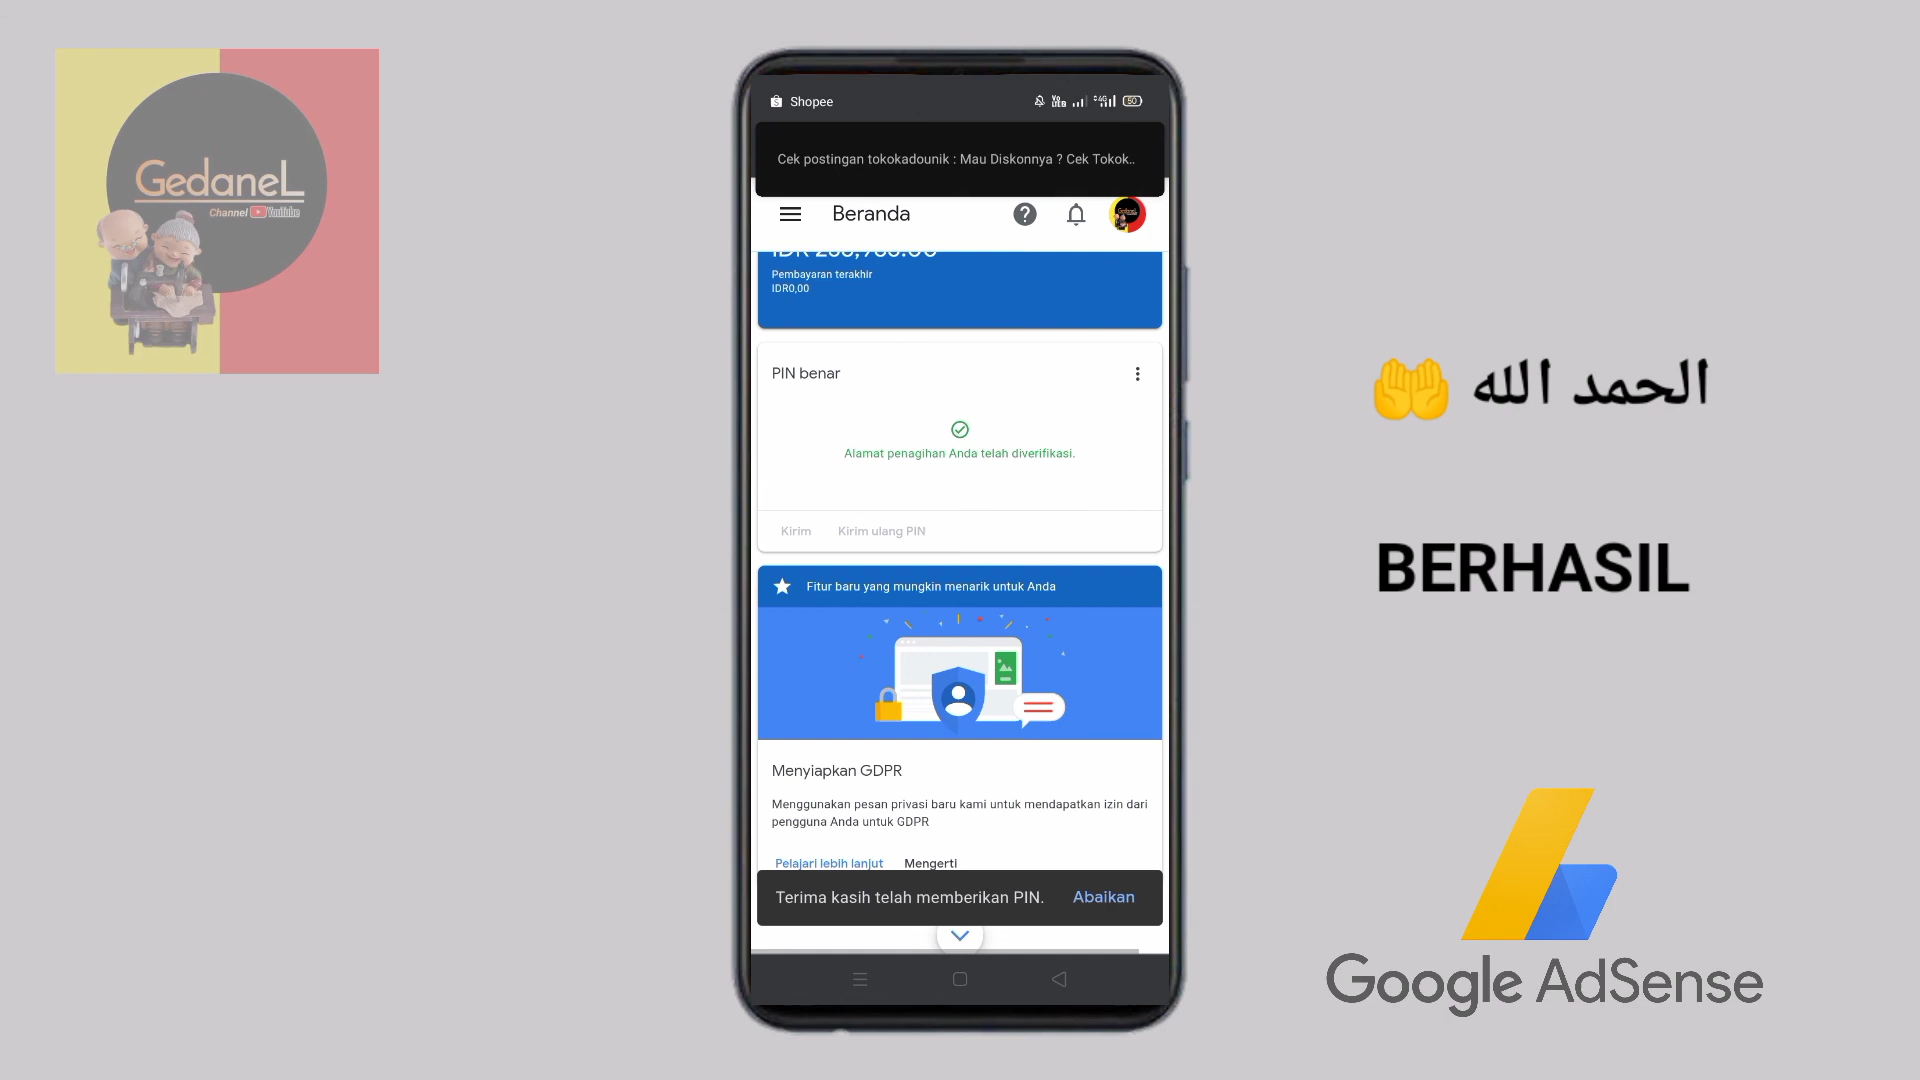 GedaneL
Channel YouTube
Shopee
50
Cek postingan tokokadounik : Mau Diskonnya ? Cek Tokok..
Beranda
Pembayaran terakhir
IDR0,00
PIN benar
Alamat penagihan Anda telah diverifikasi.
Kirim Kirim ulang PIN
Fitur baru yang mungkin menarik untuk Anda
Menyiapkan GDPR
Menggunakan pesan privasi baru kami untuk mendapatkan izin dari
pengguna Anda untuk GDPR
Pelajari lebih lanjut Mengerti
Terima kasih telah memberikan PIN. Abaikan
الحمد الله
BERHASIL
Google AdSense